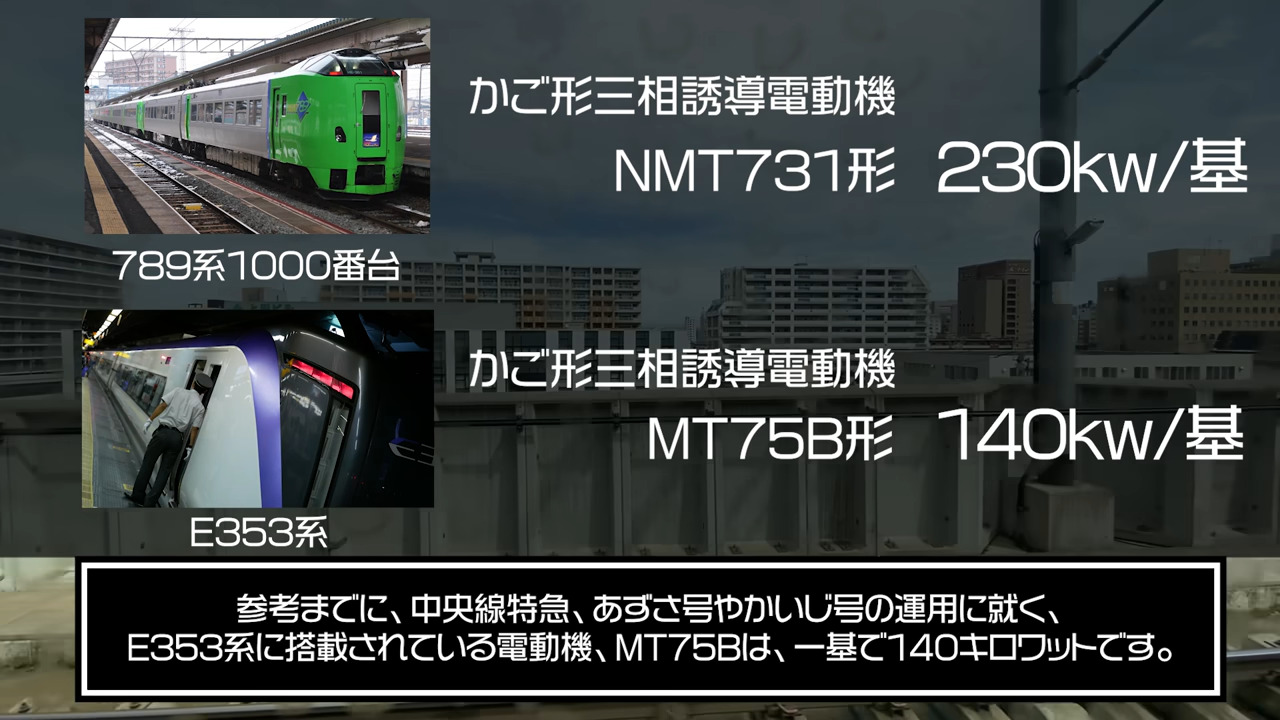 かご形三相誘導電動機
NMT731形 230kw/基
789系1000番台
かご形三相誘導電動機
MT75B形 140kw/基
E353系
参考までに、中央線特急、あずさ号やかいじ号の運用に就く、
E353系に搭載されている電動機、MT75Bは、一基で140キロワットです。